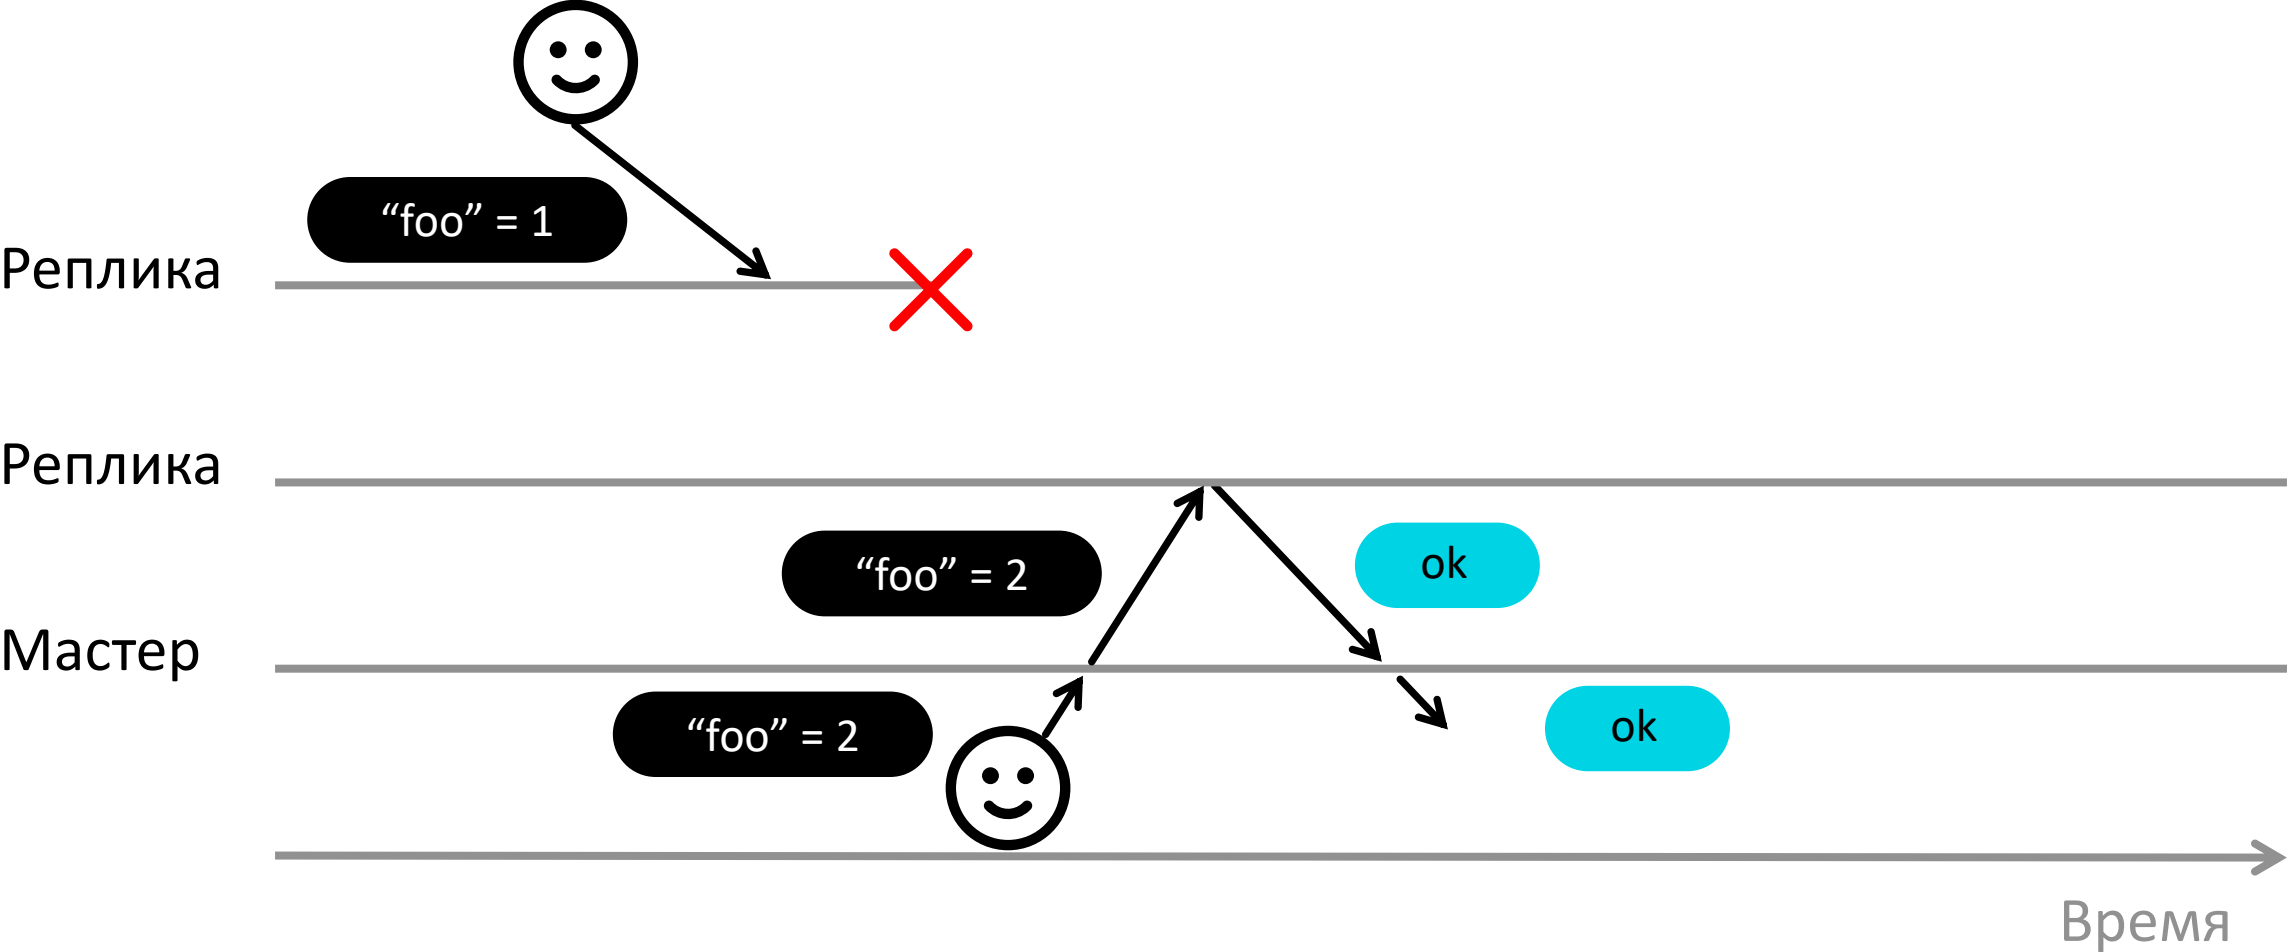 “foo” = 1
Реплика
Реплика
“foo” = 2
ok
Мастер
“foo” = 2
ok
Время